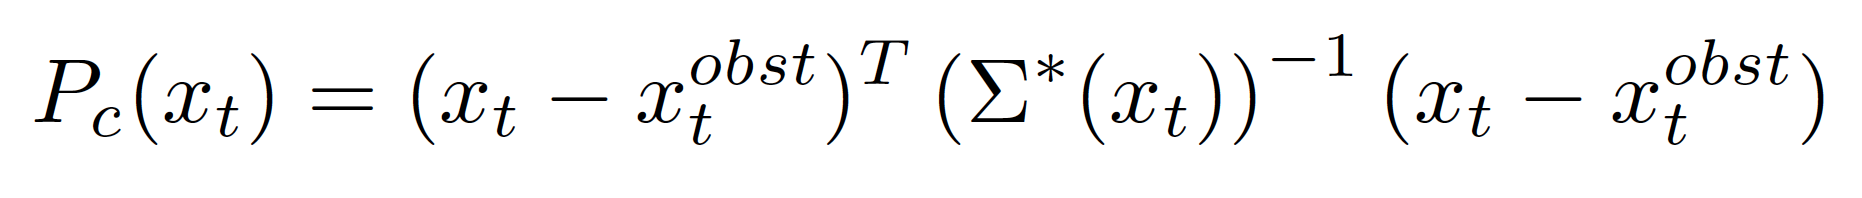 $P_c(x_t) = (x_t - x_t^{obst})^T (\Sigma^*(x_t))^{-1} (x_t - x_t^{obst})$